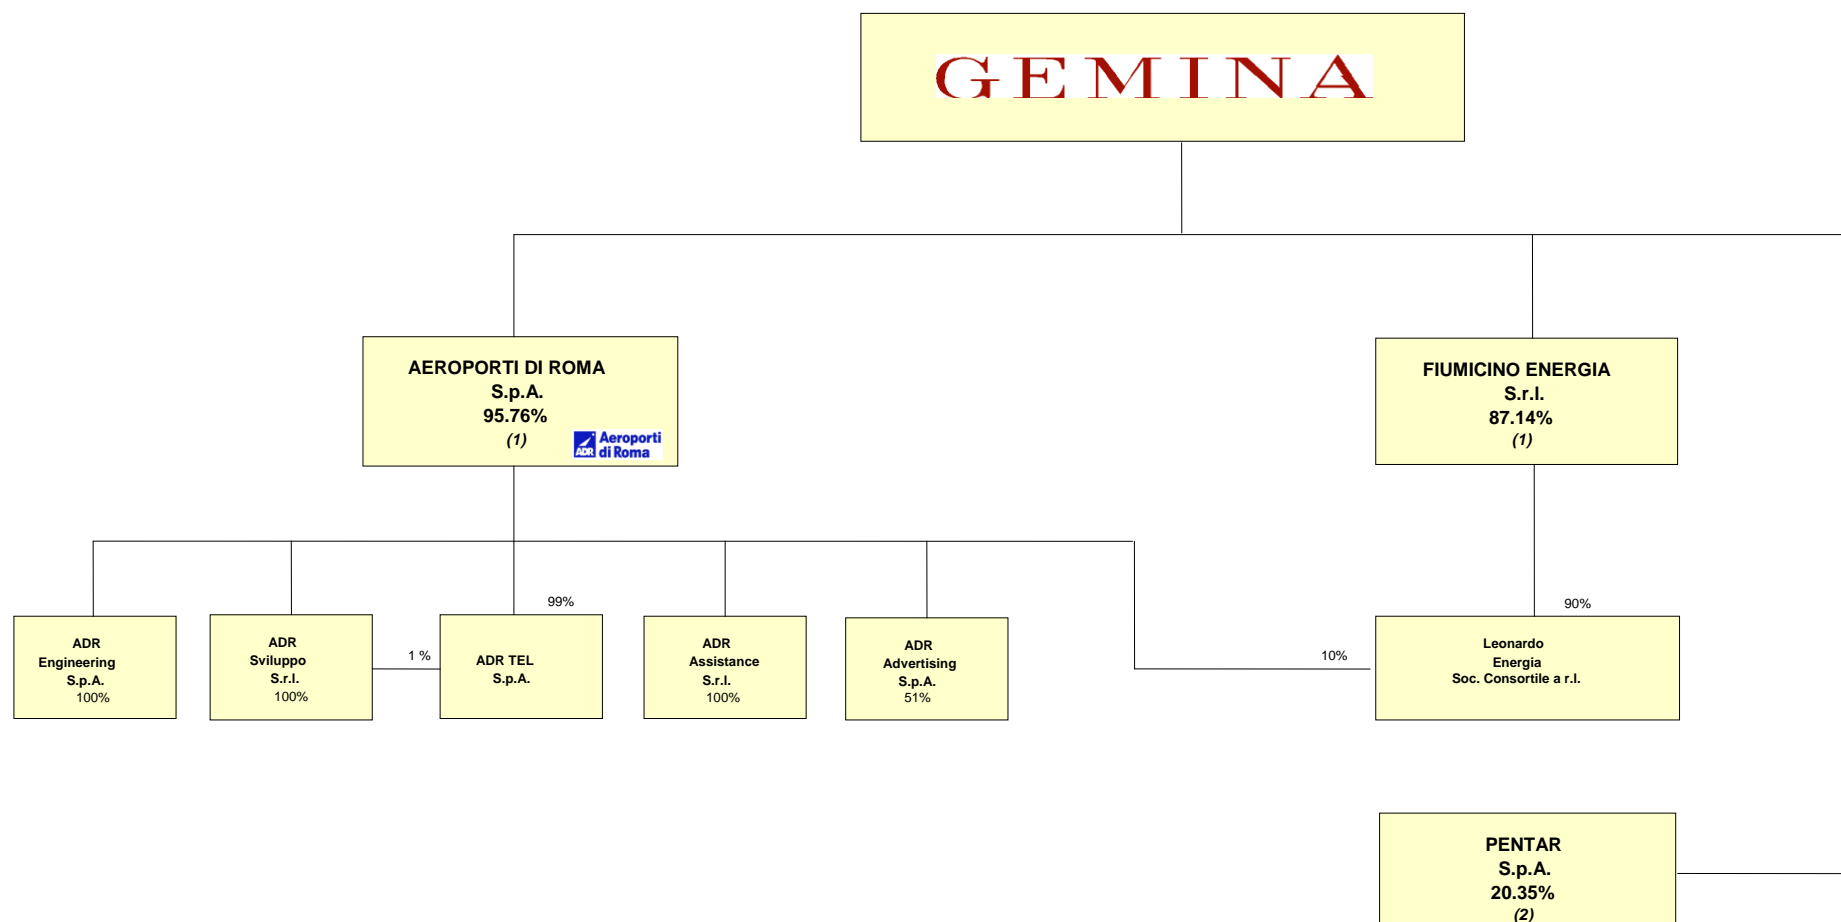 GEMINA
AEROPORTI DI ROMA
S.p.A.
95.76%
(1)
ADR
Aeroporti
di Roma
FIUMICINO ENERGIA
S.r.l.
87.14%
(1)
99%
90%
ADR
Engineering
S.p.A.
100%
ADR
Sviluppo
S.r.l.
100%
1 %
ADR TEL
S.p.A.
ADR
Assistance
S.r.l.
100%
ADR
Advertising
S.p.A.
51%
10%
Leonardo
Energia
Soc. Consortile a r.l.
PENTAR
S.p.A.
20.35%
(2)